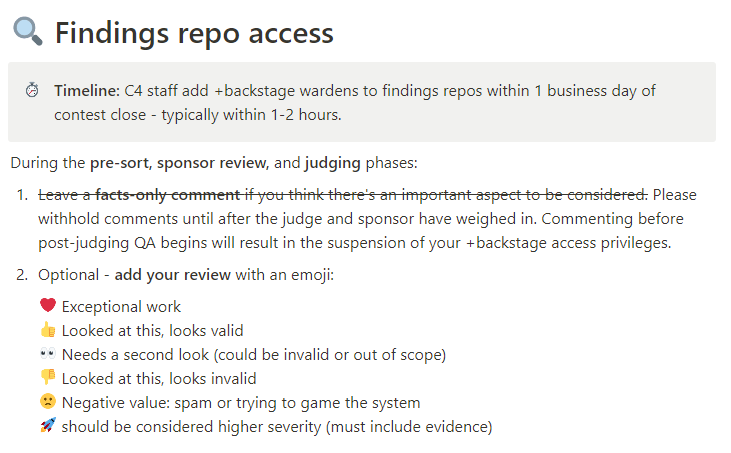 Findings repo access
Timeline: C4 staff add +backstage wardens to findings repos within 1 business day of
contest close - typically within 1-2 hours.
During the pre-sort, sponsor review, and judging phases:
1. Leave a facts-only comment if you think there's an important aspect to be considered. Please
withhold comments until after the judge and sponsor have weighed in. Commenting before
post-judging QA begins will result in the suspension of your +backstage access privileges.
2. Optional - add your review with an emoji:
❤️ Exceptional work
👍 Looked at this, looks valid
👀 Needs a second look (could be invalid or out of scope)
👎 Looked at this, looks invalid
🙁 Negative value: spam or trying to game the system
🚀 should be considered higher severity (must include evidence)